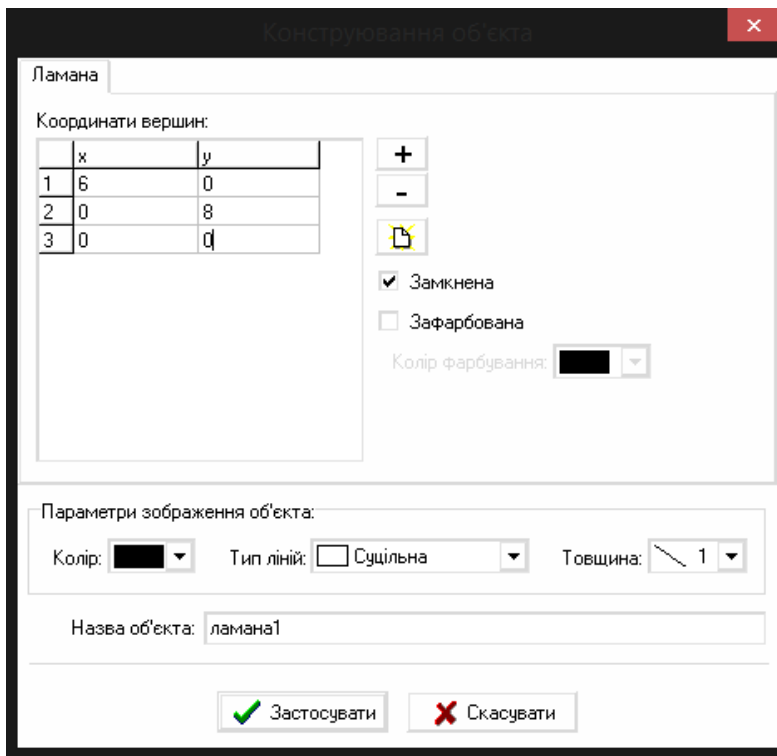 Конструювання об'єкта
Ламана
Координати вершин:
x y
1 6 0
2 0 8
3 0 0
+
-
Замкнена
Зафарбована
Колір фарбування:
Параметри зображення об'єкта:
Колір: Тип ліній: Суцільна Товщина: 1
Назва об'єкта: ламана1
Застосувати Скасувати